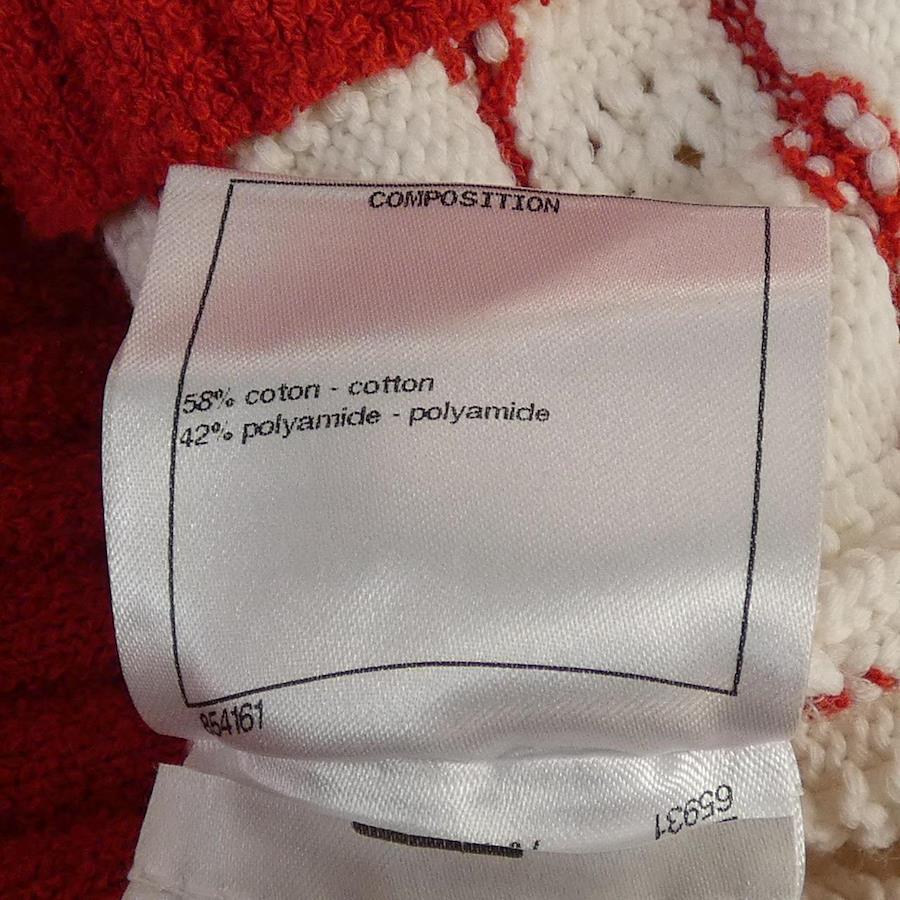 COMPOSITION
58% coton - cotton
42% polyamide - polyamide
854161
65931